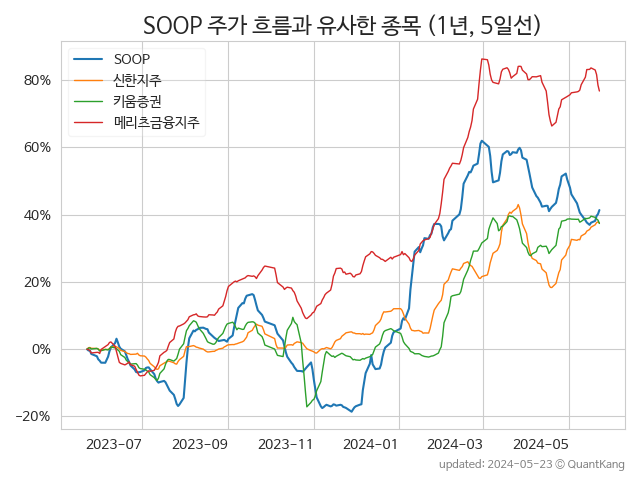 SOOP 주가 흐름과 유사한 종목 (1년, 5일선)
SOOP
신한지주
키움증권
메리츠금융지주
80%
60%
40%
20%
0%
−20%
2023-07
2023-09
2023-11
2024-01
2024-03
2024-05
updated: 2024-05-23 © QuantKang